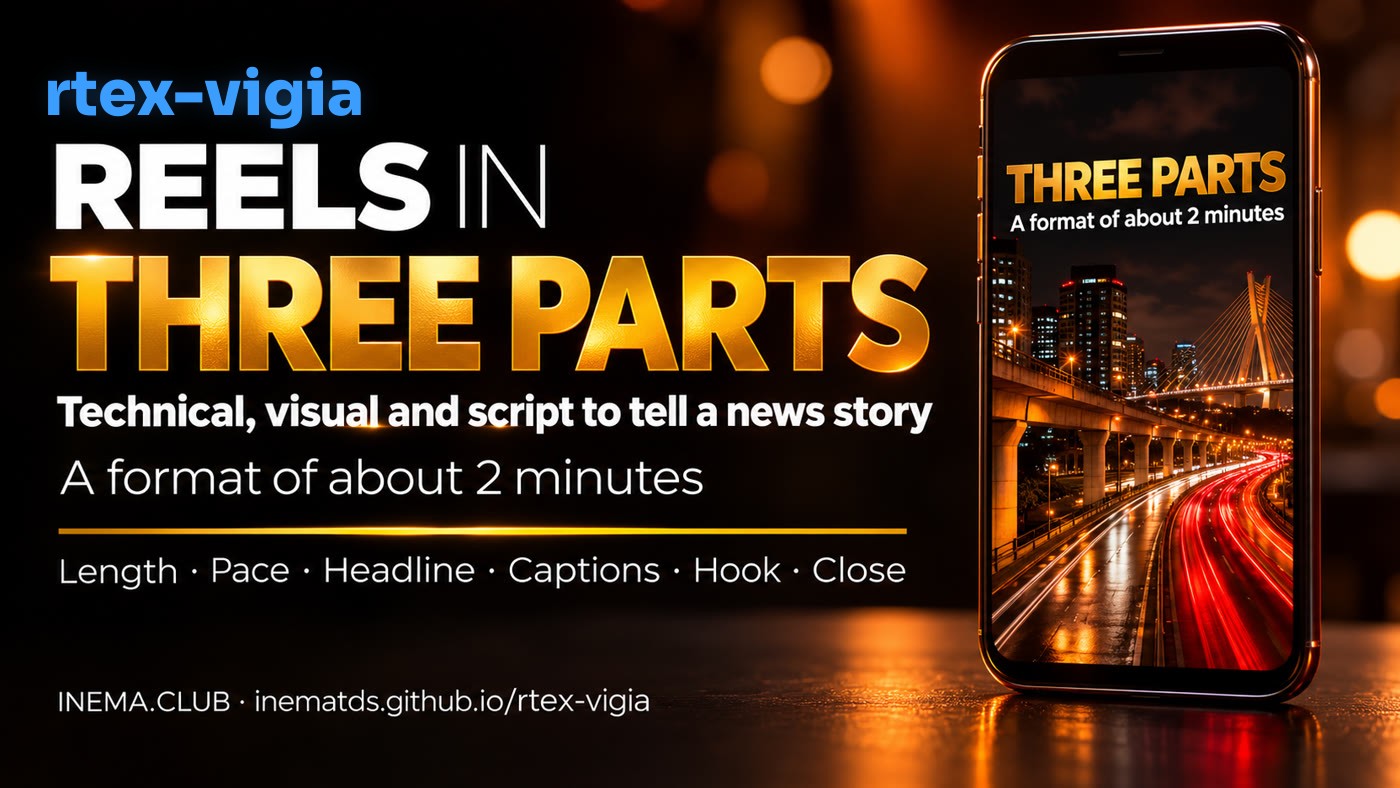 rtex-vigia
REELS IN
THREE PARTS
Technical, visual and script to tell a news story
A format of about 2 minutes
Length · Pace · Headline · Captions · Hook · Close
INEMA.CLUB · inematds.github.io/rtex-vigia
THREE PARTS
A format of about 2 minutes